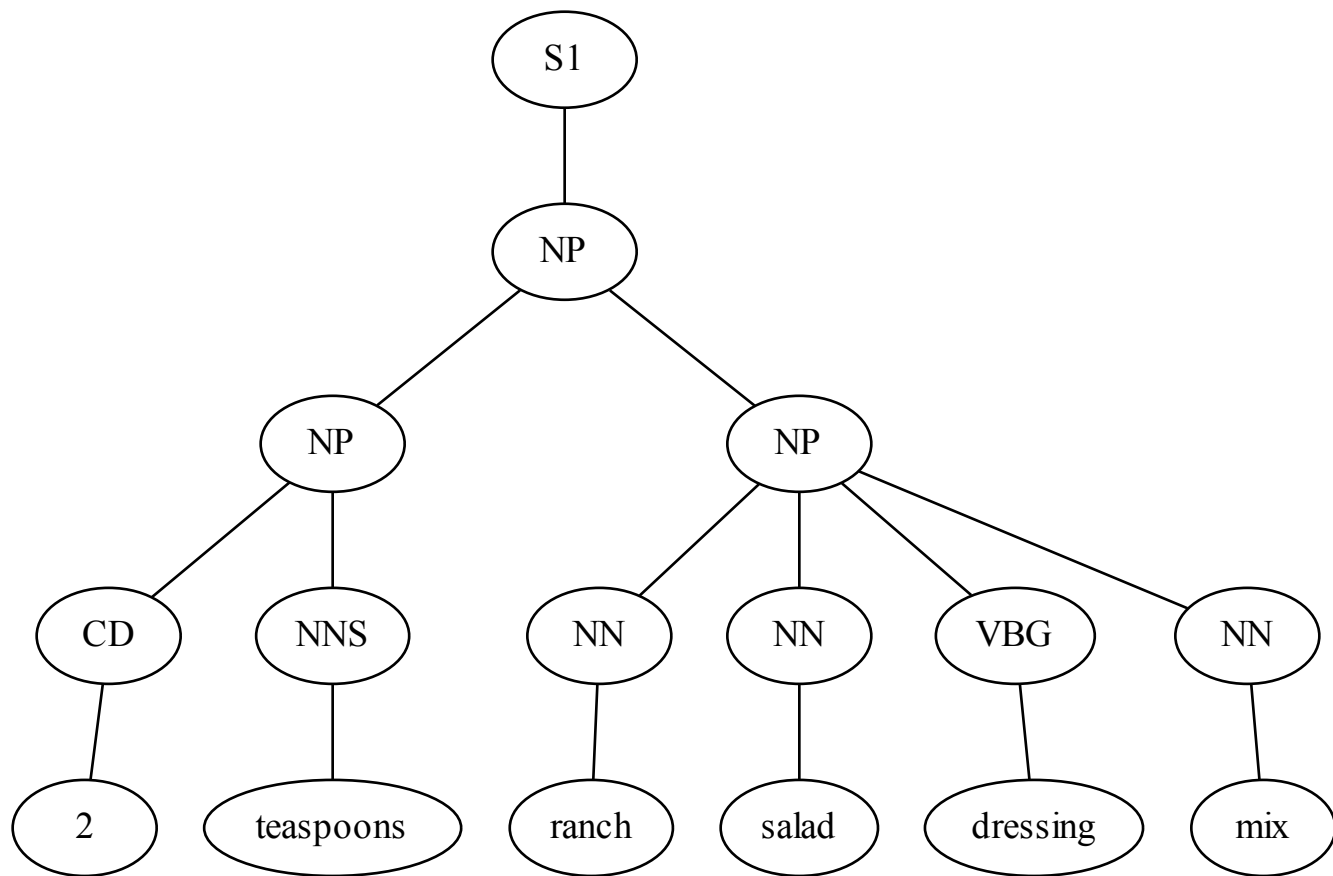 S1
NP
NP NP
CD NNS NN NN VBG NN
2 teaspoons ranch salad dressing mix